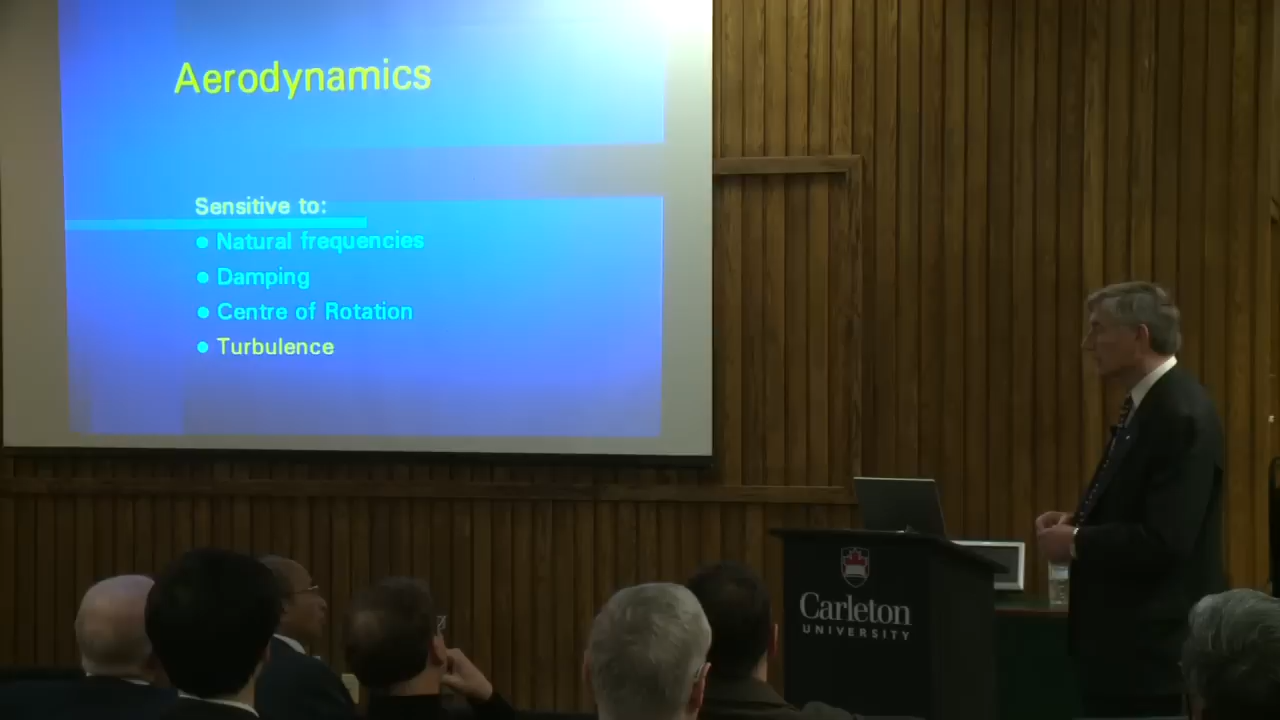 Aerodynamics
Sensitive to:
● Natural frequencies
● Damping
● Centre of Rotation
● Turbulence
Carleton
UNIVERSITY